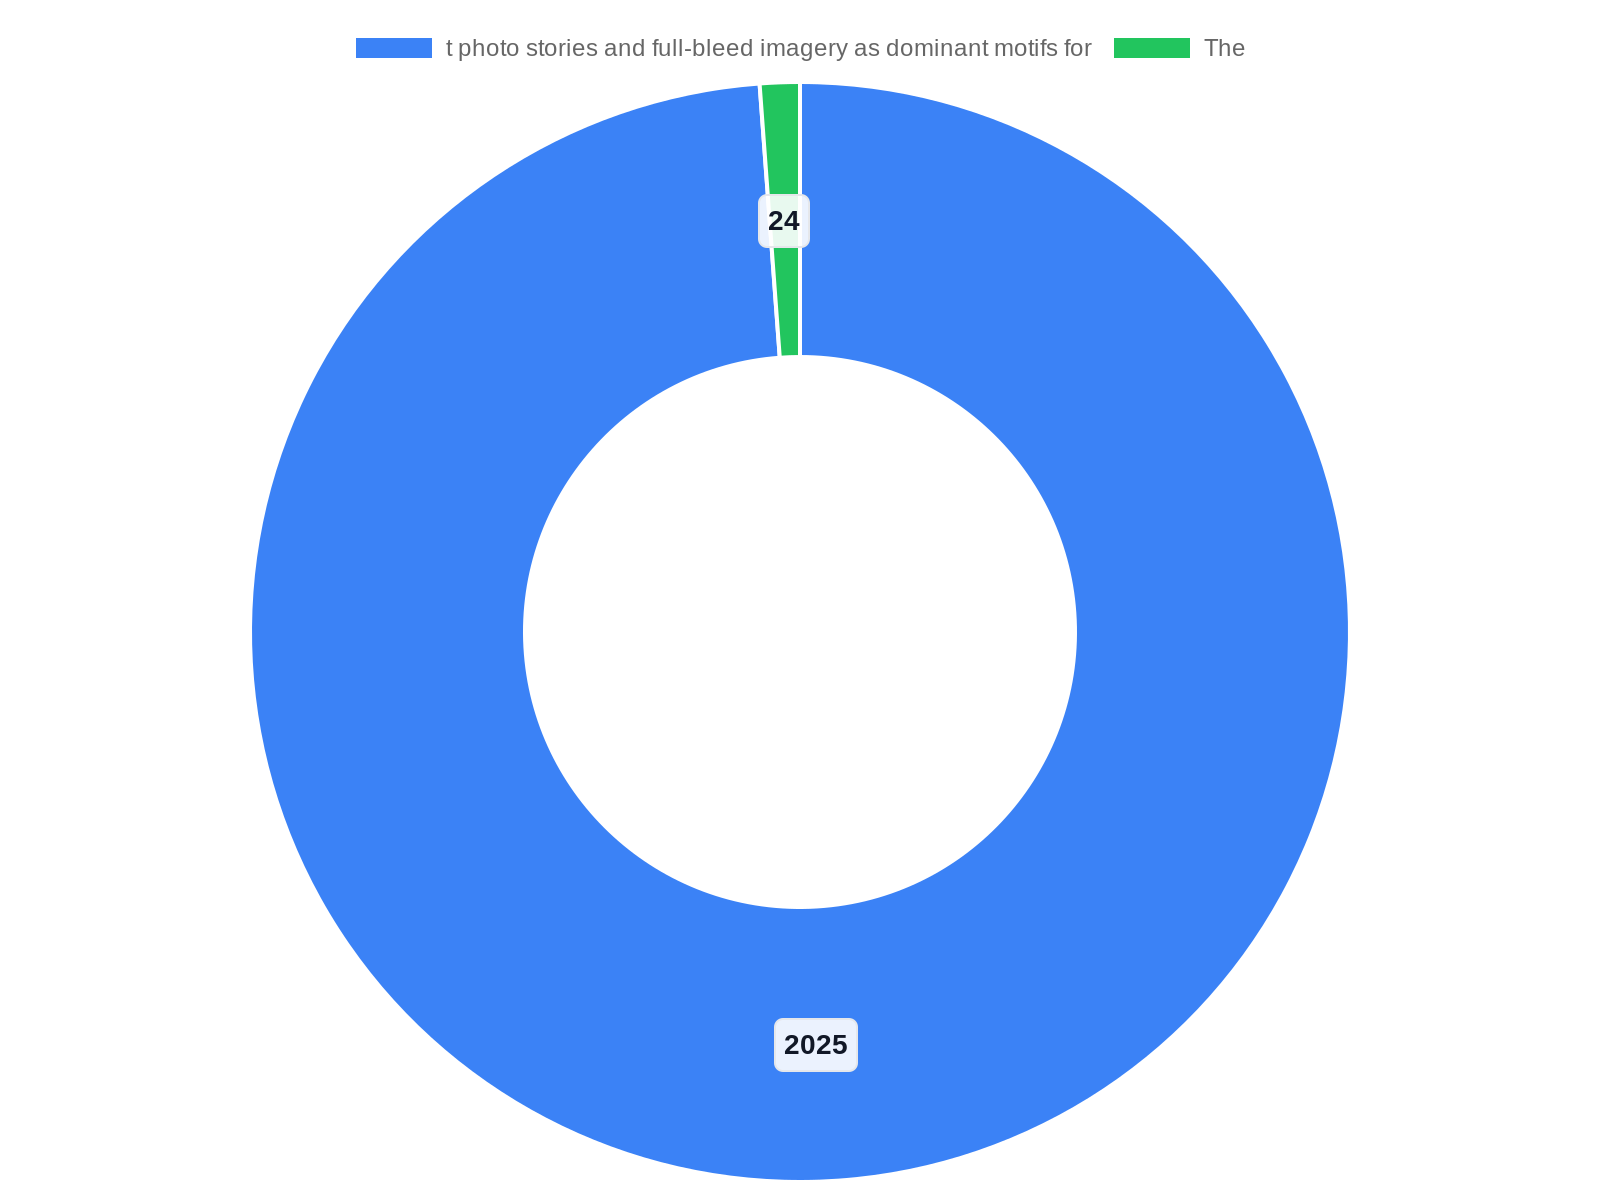 t photo stories and full-bleed imagery as dominant motifs for The
24
2025